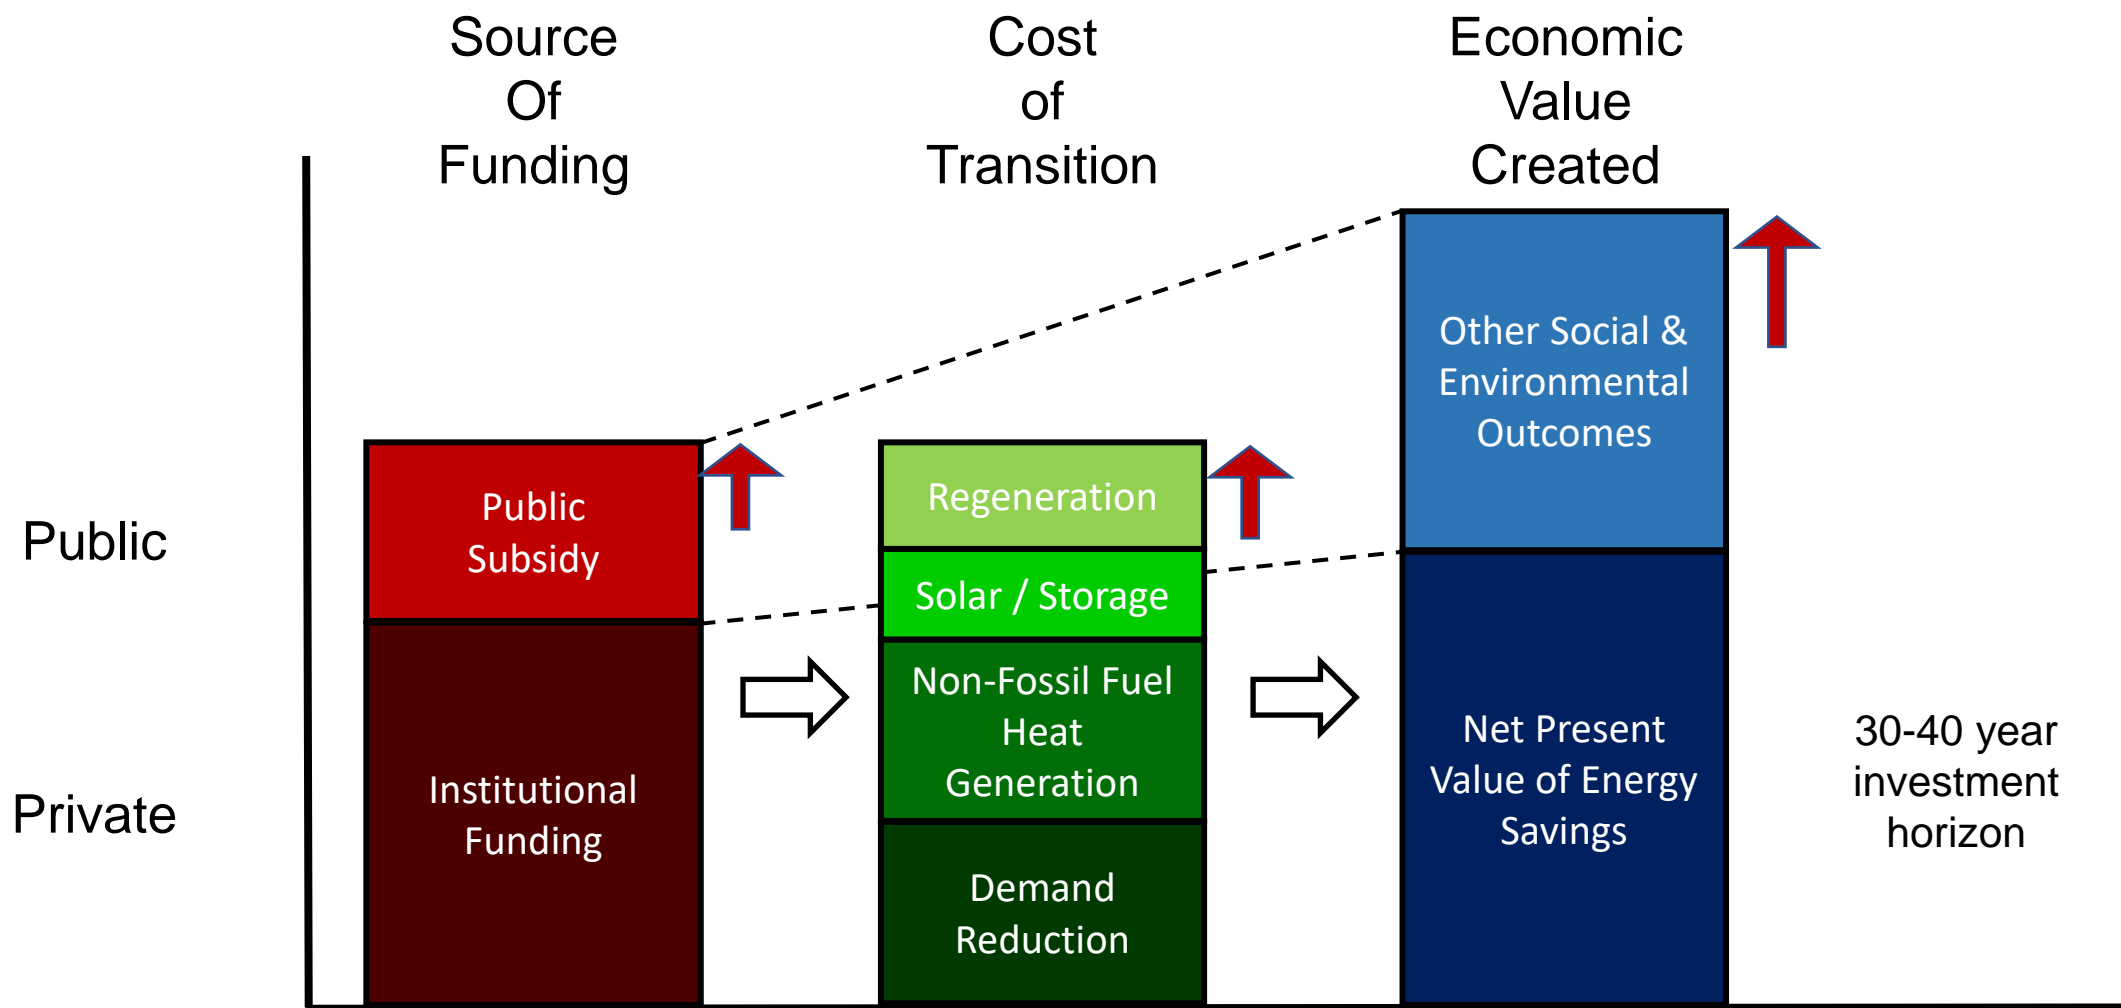 Source
Of
Funding
Cost
of
Transition
Economic
Value
Created
Public
Private
Public
Subsidy
Institutional
Funding
Regeneration
Solar / Storage
Non-Fossil Fuel
Heat
Generation
Demand
Reduction
Other Social &
Environmental
Outcomes
Net Present
Value of Energy
Savings
30-40 year
investment
horizon